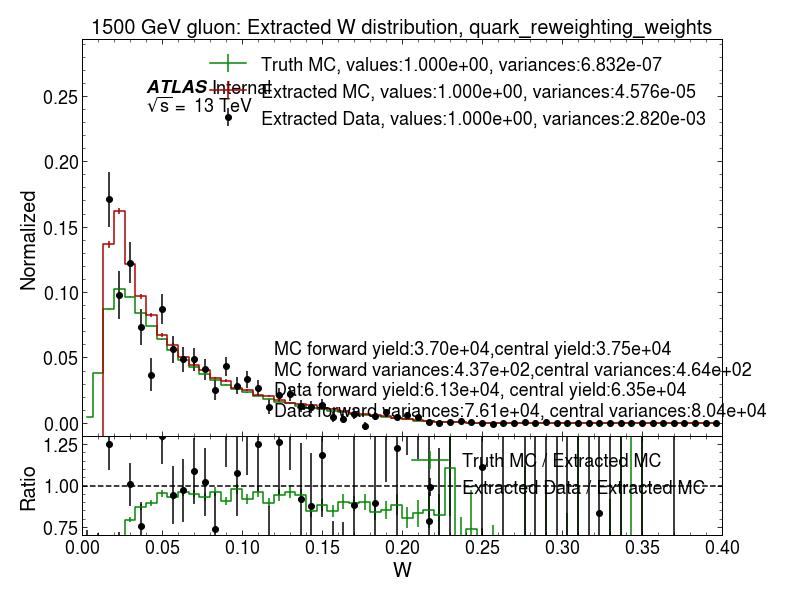 1500 GeV gluon: Extracted W distribution, quark_reweighting_weights
Truth MC, values:1.000e+00, variances:6.832e-07
ATLAS Internal
Extracted MC, values:1.000e+00, variances:4.576e-05
√s = 13 TeV
Extracted Data, values:1.000e+00, variances:2.820e-03
Normalized
0.25
0.20
0.15
0.10
0.05
0.00
MC forward yield:3.70e+04,central yield:3.75e+04
MC forward variances:4.37e+02,central variances:4.64e+02
Data forward yield:6.13e+04, central yield:6.35e+04
Data forward variances:7.61e+04, central variances:8.04e+04
Ratio
1.25
1.00
0.75
Truth MC / Extracted MC
Extracted Data / Extracted MC
0.00 0.05 0.10 0.15 0.20 0.25 0.30 0.35 0.40
W